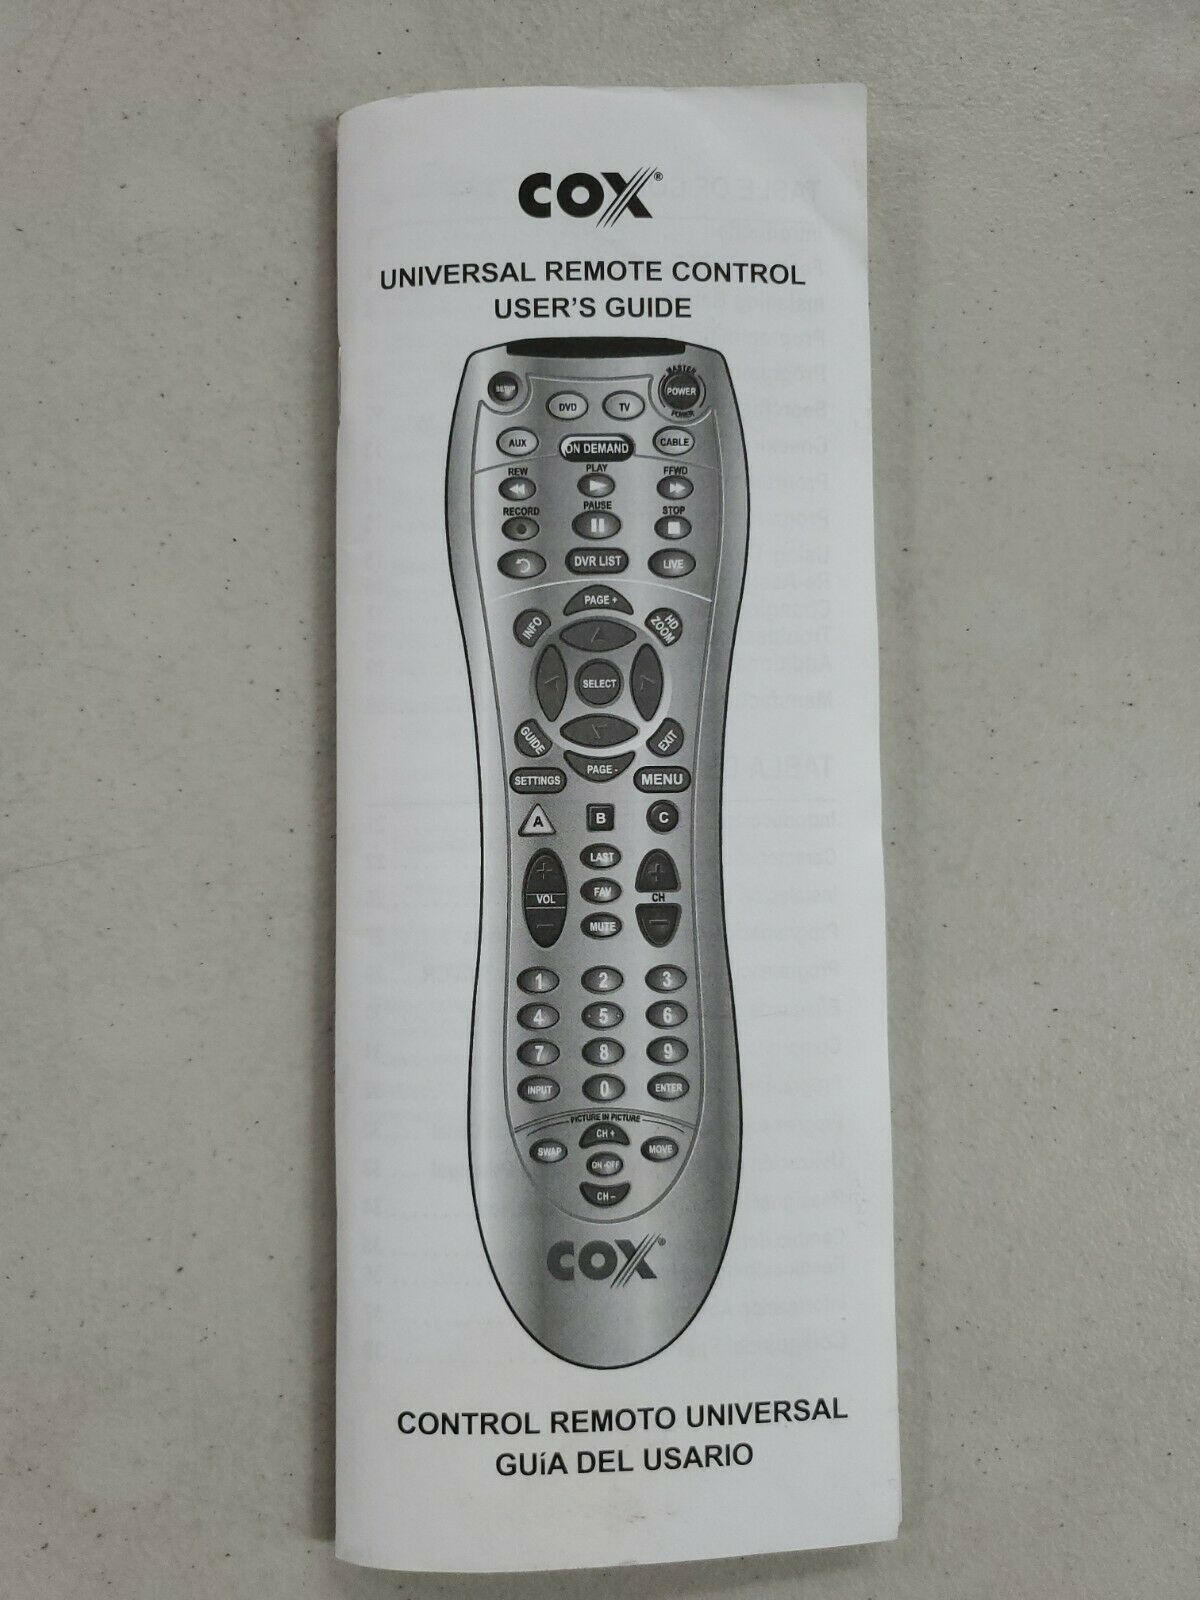 COX®
UNIVERSAL REMOTE CONTROL
USER'S GUIDE
SETUP
DVD
TV
MASTER
POWER
POWER
AUX
ON DEMAND
CABLE
REW
PLAY
FFWD
RECORD
PAUSE
STOP
DVR LIST
LIVE
PAGE +
INFO
HD
ZOOM
SELECT
GUIDE
EXIT
PAGE -
SETTINGS
MENU
A
B
C
+
LAST
+
VOL
FAV
CH
−
MUTE
−
1 2 3
4 5 6
7 8 9
INPUT 0 ENTER
PICTURE IN PICTURE
SWAP
CH +
MOVE
ON-OFF
CH −
COX®
CONTROL REMOTO UNIVERSAL
GUíA DEL USARIO